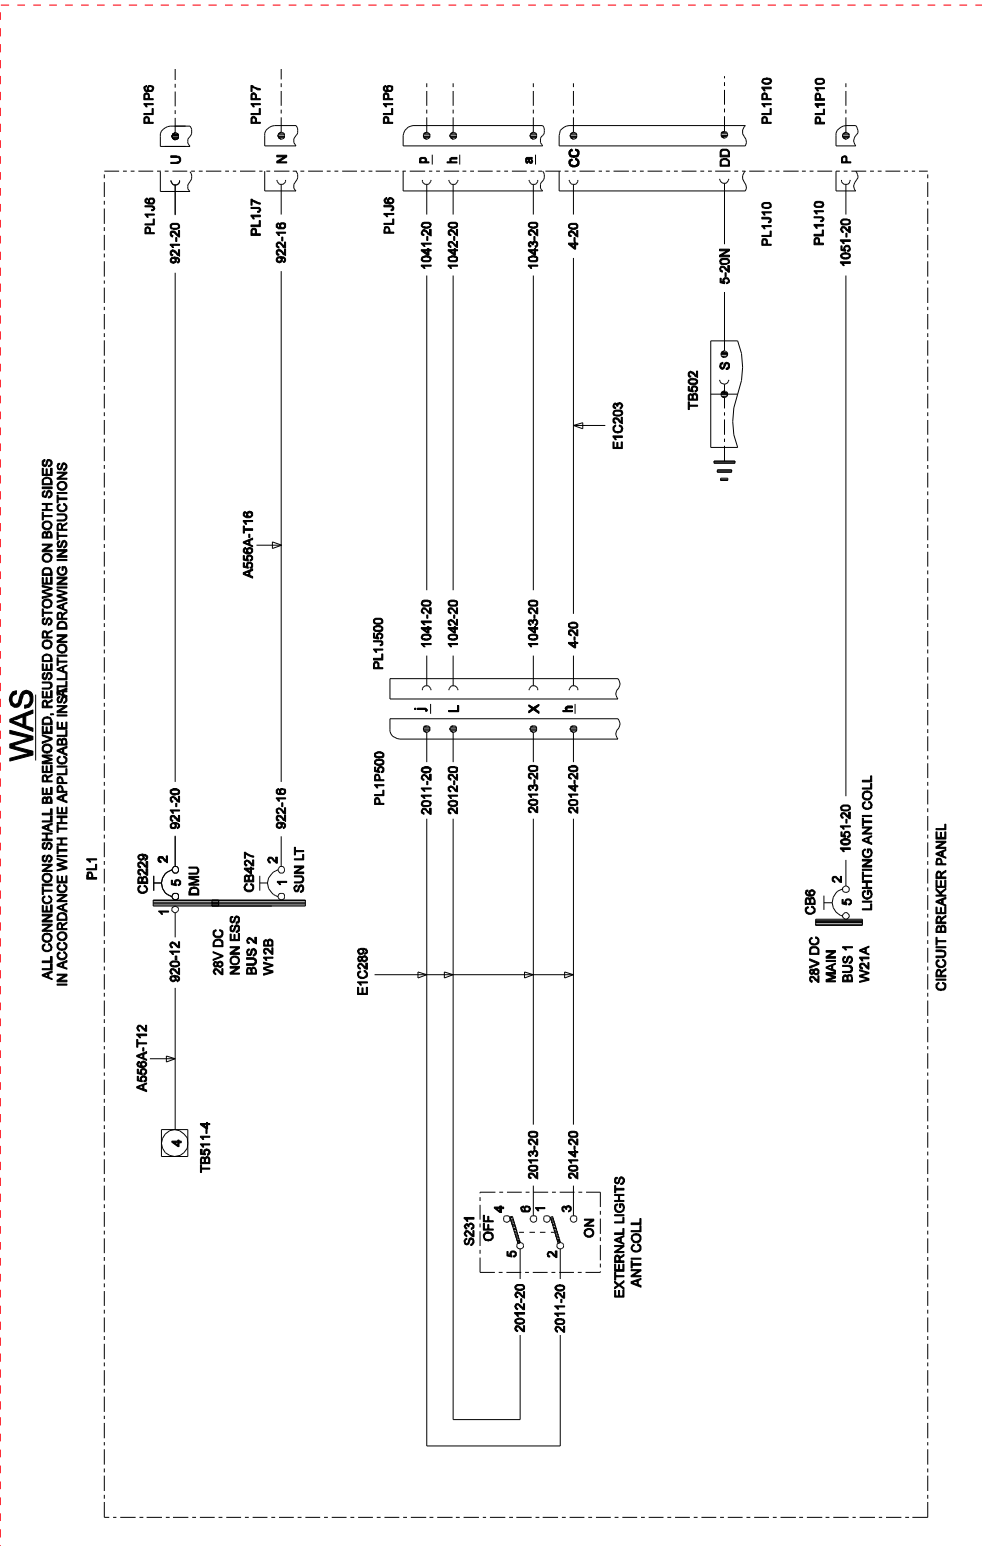 WAS
ALL CONNECTIONS SHALL BE REMOVED, REUSED OR STOWED ON BOTH SIDES
IN ACCORDANCE WITH THE APPLICABLE INSTALLATION DRAWING INSTRUCTIONS
PL1
TB511-4
4
A556A-T12
920-12
1
CB229
5
2
DMU
921-20
921-20
PL1J6
U
PL1P6
28V DC
NON ESS
BUS 2
W12B
CB427
1
2
SUN LT
922-16
A556A-T16
922-16
PL1J7
N
PL1P7
E1C289
PL1P500
PL1J500
PL1J6
PL1P6
2011-20
j
1041-20
1041-20
p
2012-20
L
1042-20
1042-20
h
2013-20
2013-20
X
1043-20
1043-20
a
2014-20
2014-20
h
4-20
4-20
CC
E1C203
S231
OFF
4
5
6
1
2
3
ON
2012-20
2011-20
EXTERNAL LIGHTS
ANTI COLL
TB502
S
5-20N
DD
PL1J10
PL1P10
28V DC
MAIN
BUS 1
W21A
CB6
5
2
LIGHTING ANTI COLL
1051-20
1051-20
PL1J10
P
PL1P10
CIRCUIT BREAKER PANEL